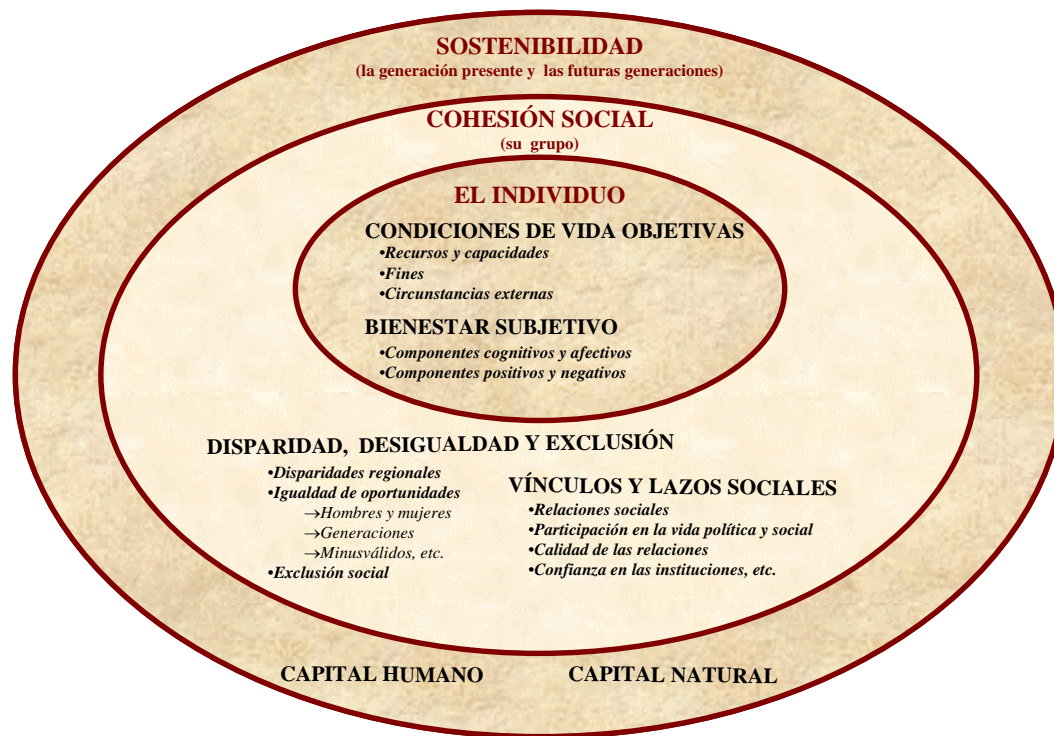 SOSTENIBILIDAD
(la generación presente y las futuras generaciones)
COHESIÓN SOCIAL
(su grupo)
EL INDIVIDUO
CONDICIONES DE VIDA OBJETIVAS
•Recursos y capacidades
•Fines
•Circunstancias externas
BIENESTAR SUBJETIVO
•Componentes cognitivos y afectivos
•Componentes positivos y negativos
DISPARIDAD, DESIGUALDAD Y EXCLUSIÓN
•Disparidades regionales
•Igualdad de oportunidades
→Hombres y mujeres
→Generaciones
→Minusválidos, etc.
•Exclusión social
VÍNCULOS Y LAZOS SOCIALES
•Relaciones sociales
•Participación en la vida política y social
•Calidad de las relaciones
•Confianza en las instituciones, etc.
CAPITAL HUMANO
CAPITAL NATURAL